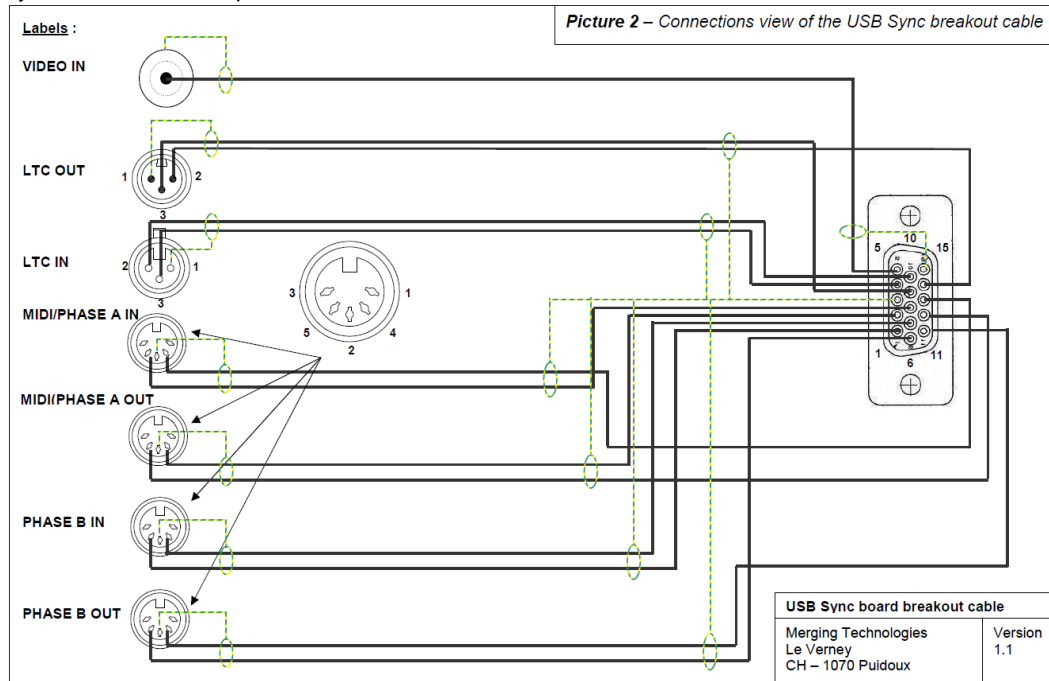 Labels :
Picture 2 – Connections view of the USB Sync breakout cable
VIDEO IN
LTC OUT
1
2
3
LTC IN
2
1
3
3
1
5
4
2
5
10
15
1
6
11
MIDI/PHASE A IN
MIDI(PHASE A OUT
PHASE B IN
PHASE B OUT
USB Sync board breakout cable
Merging Technologies
Le Verney
CH – 1070 Puidoux
Version
1.1